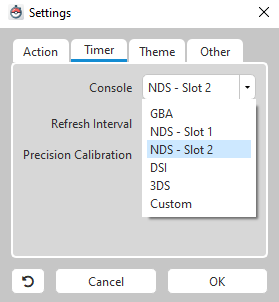 Settings
Action Timer Theme Other
Console NDS - Slot 2
GBA
Refresh Interval
NDS - Slot 1
NDS - Slot 2
Precision Calibration
DSI
3DS
Custom
Cancel OK